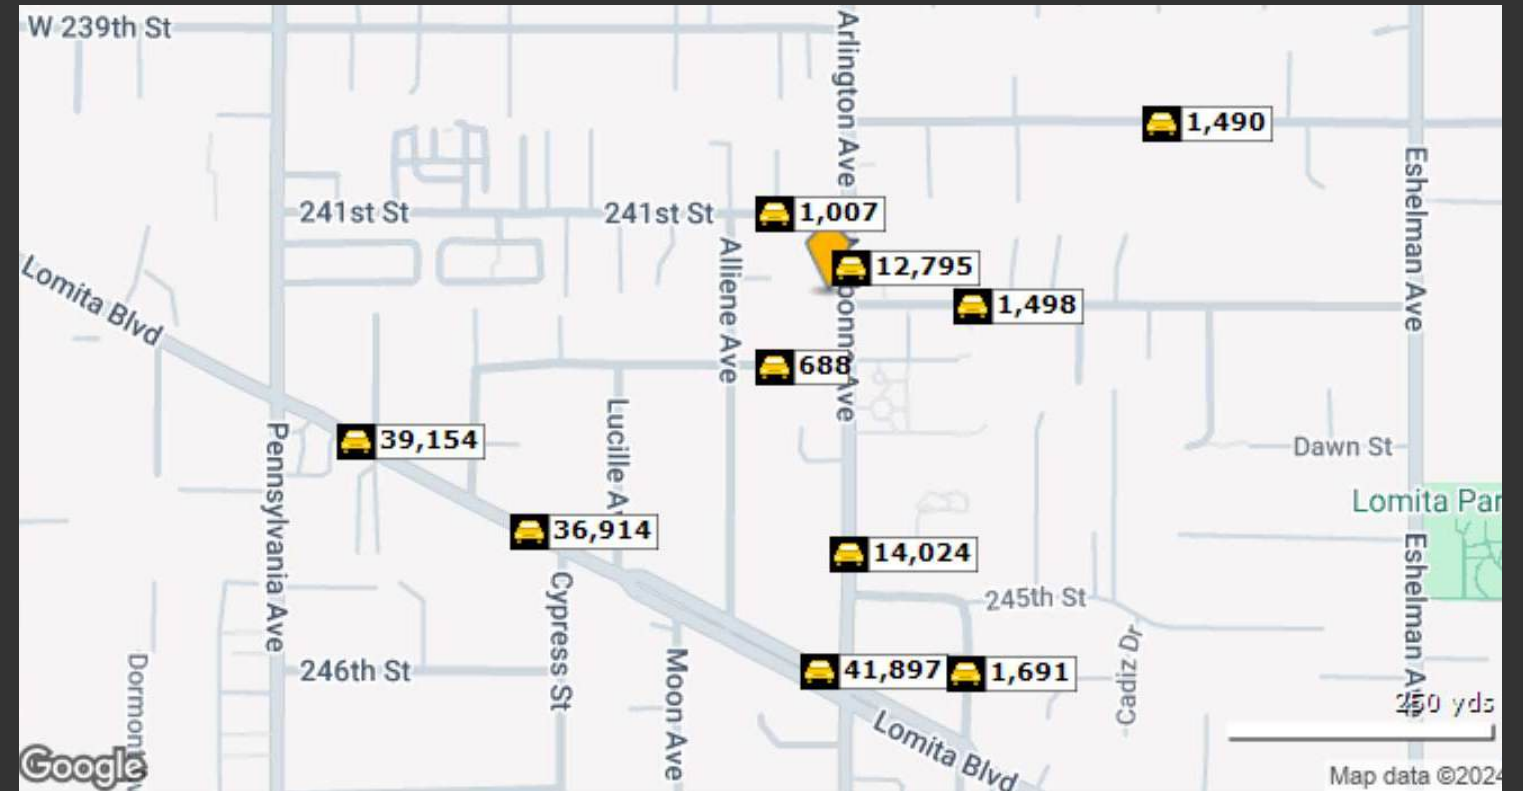 W 239th St
Arlington Ave
1,490
Eshelman Ave
241st St
241st St
1,007
Alliene Ave
12,795
Lomita Blvd
1,498
688
Ave
39,154
Pennsylvania Ave
Lucille
Dawn St
Lomita
36,914
14,024
Eshelman
Cypress St
245th St
Cadiz Dr
246th St
41,897
1,691
Moon Ave
250 yds
Lomita Blvd
Google
Map data ©2024